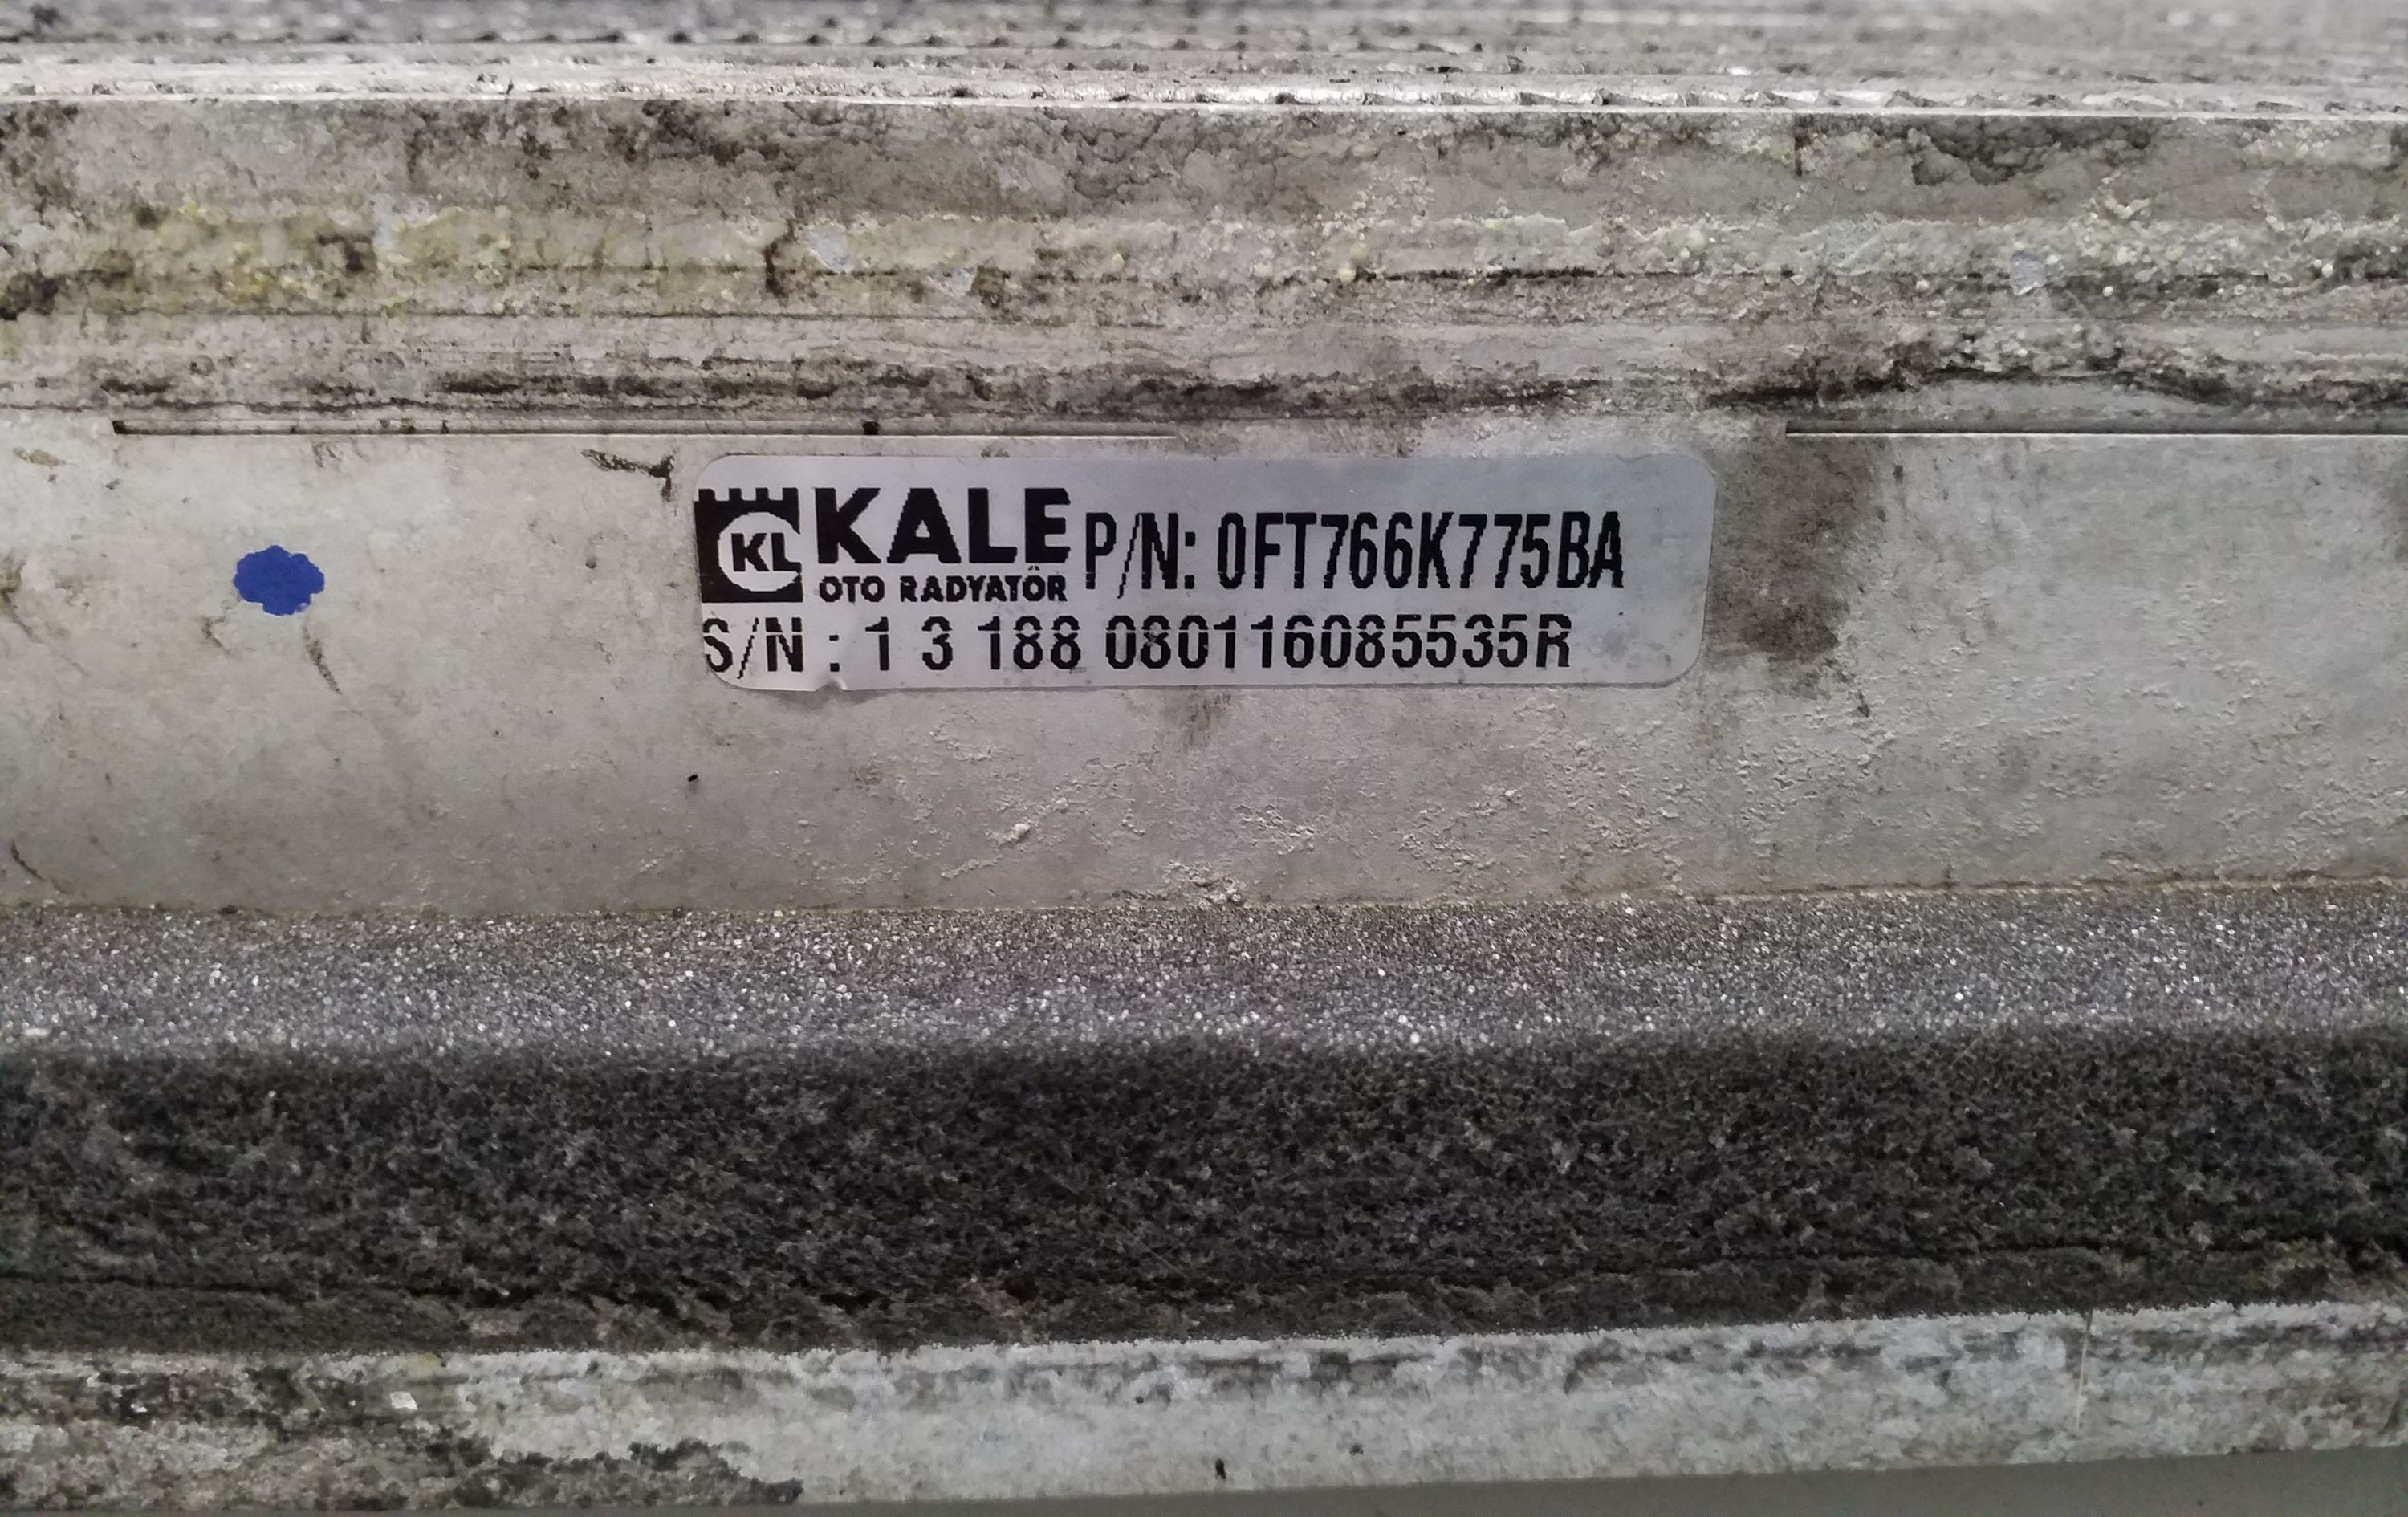 KL KALE P/N: 0FT766K775BA
OTO RADYATÖR
S/N : 1 3 188 080116085535R